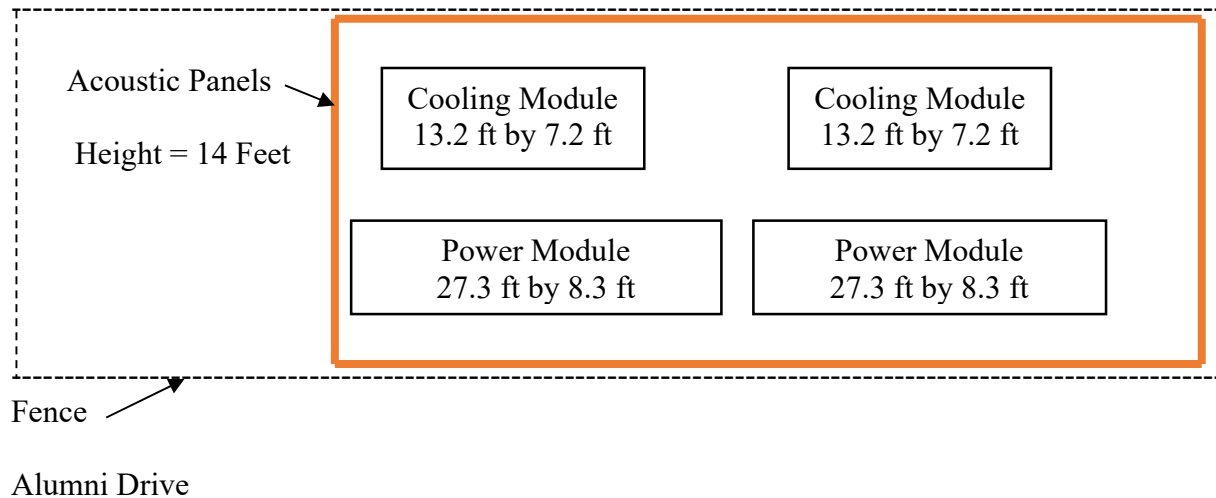 Acoustic Panels
Height = 14 Feet
Cooling Module
13.2 ft by 7.2 ft
Cooling Module
13.2 ft by 7.2 ft
Power Module
27.3 ft by 8.3 ft
Power Module
27.3 ft by 8.3 ft
Fence
Alumni Drive